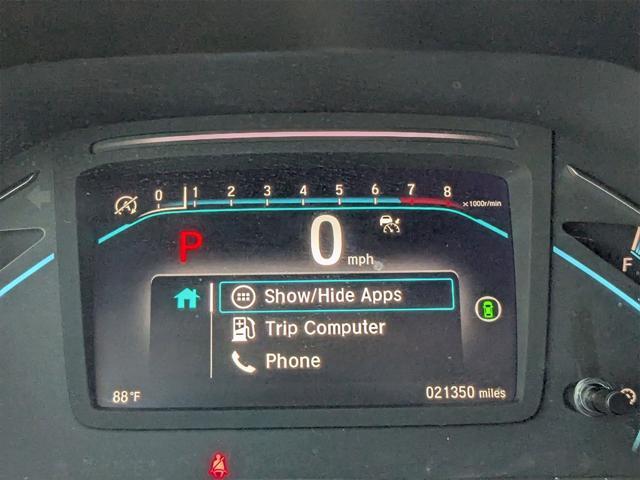 0 1 2 3 4 5 6 7 8 ×1000r/min
P 0 mph
F
Show/Hide Apps
Trip Computer
Phone
88°F 021350 miles